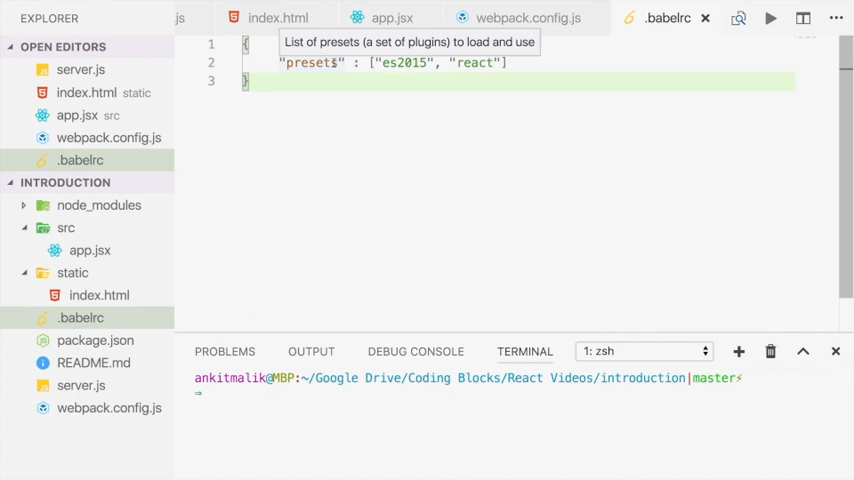 EXPLORER
.js
index.html
app.jsx
webpack.config.js
.babelrc
OPEN EDITORS
server.js
index.html static
app.jsx src
webpack.config.js
.babelrc
INTRODUCTION
node_modules
src
app.jsx
static
index.html
.babelrc
package.json
README.md
server.js
webpack.config.js
List of presets (a set of plugins) to load and use
1 {
2 "presets" : ["es2015", "react"]
3 }
PROBLEMS OUTPUT DEBUG CONSOLE TERMINAL 1: zsh
ankitmalik@MBP:~/Google Drive/Coding Blocks/React Videos/introduction|master⚡
⇒